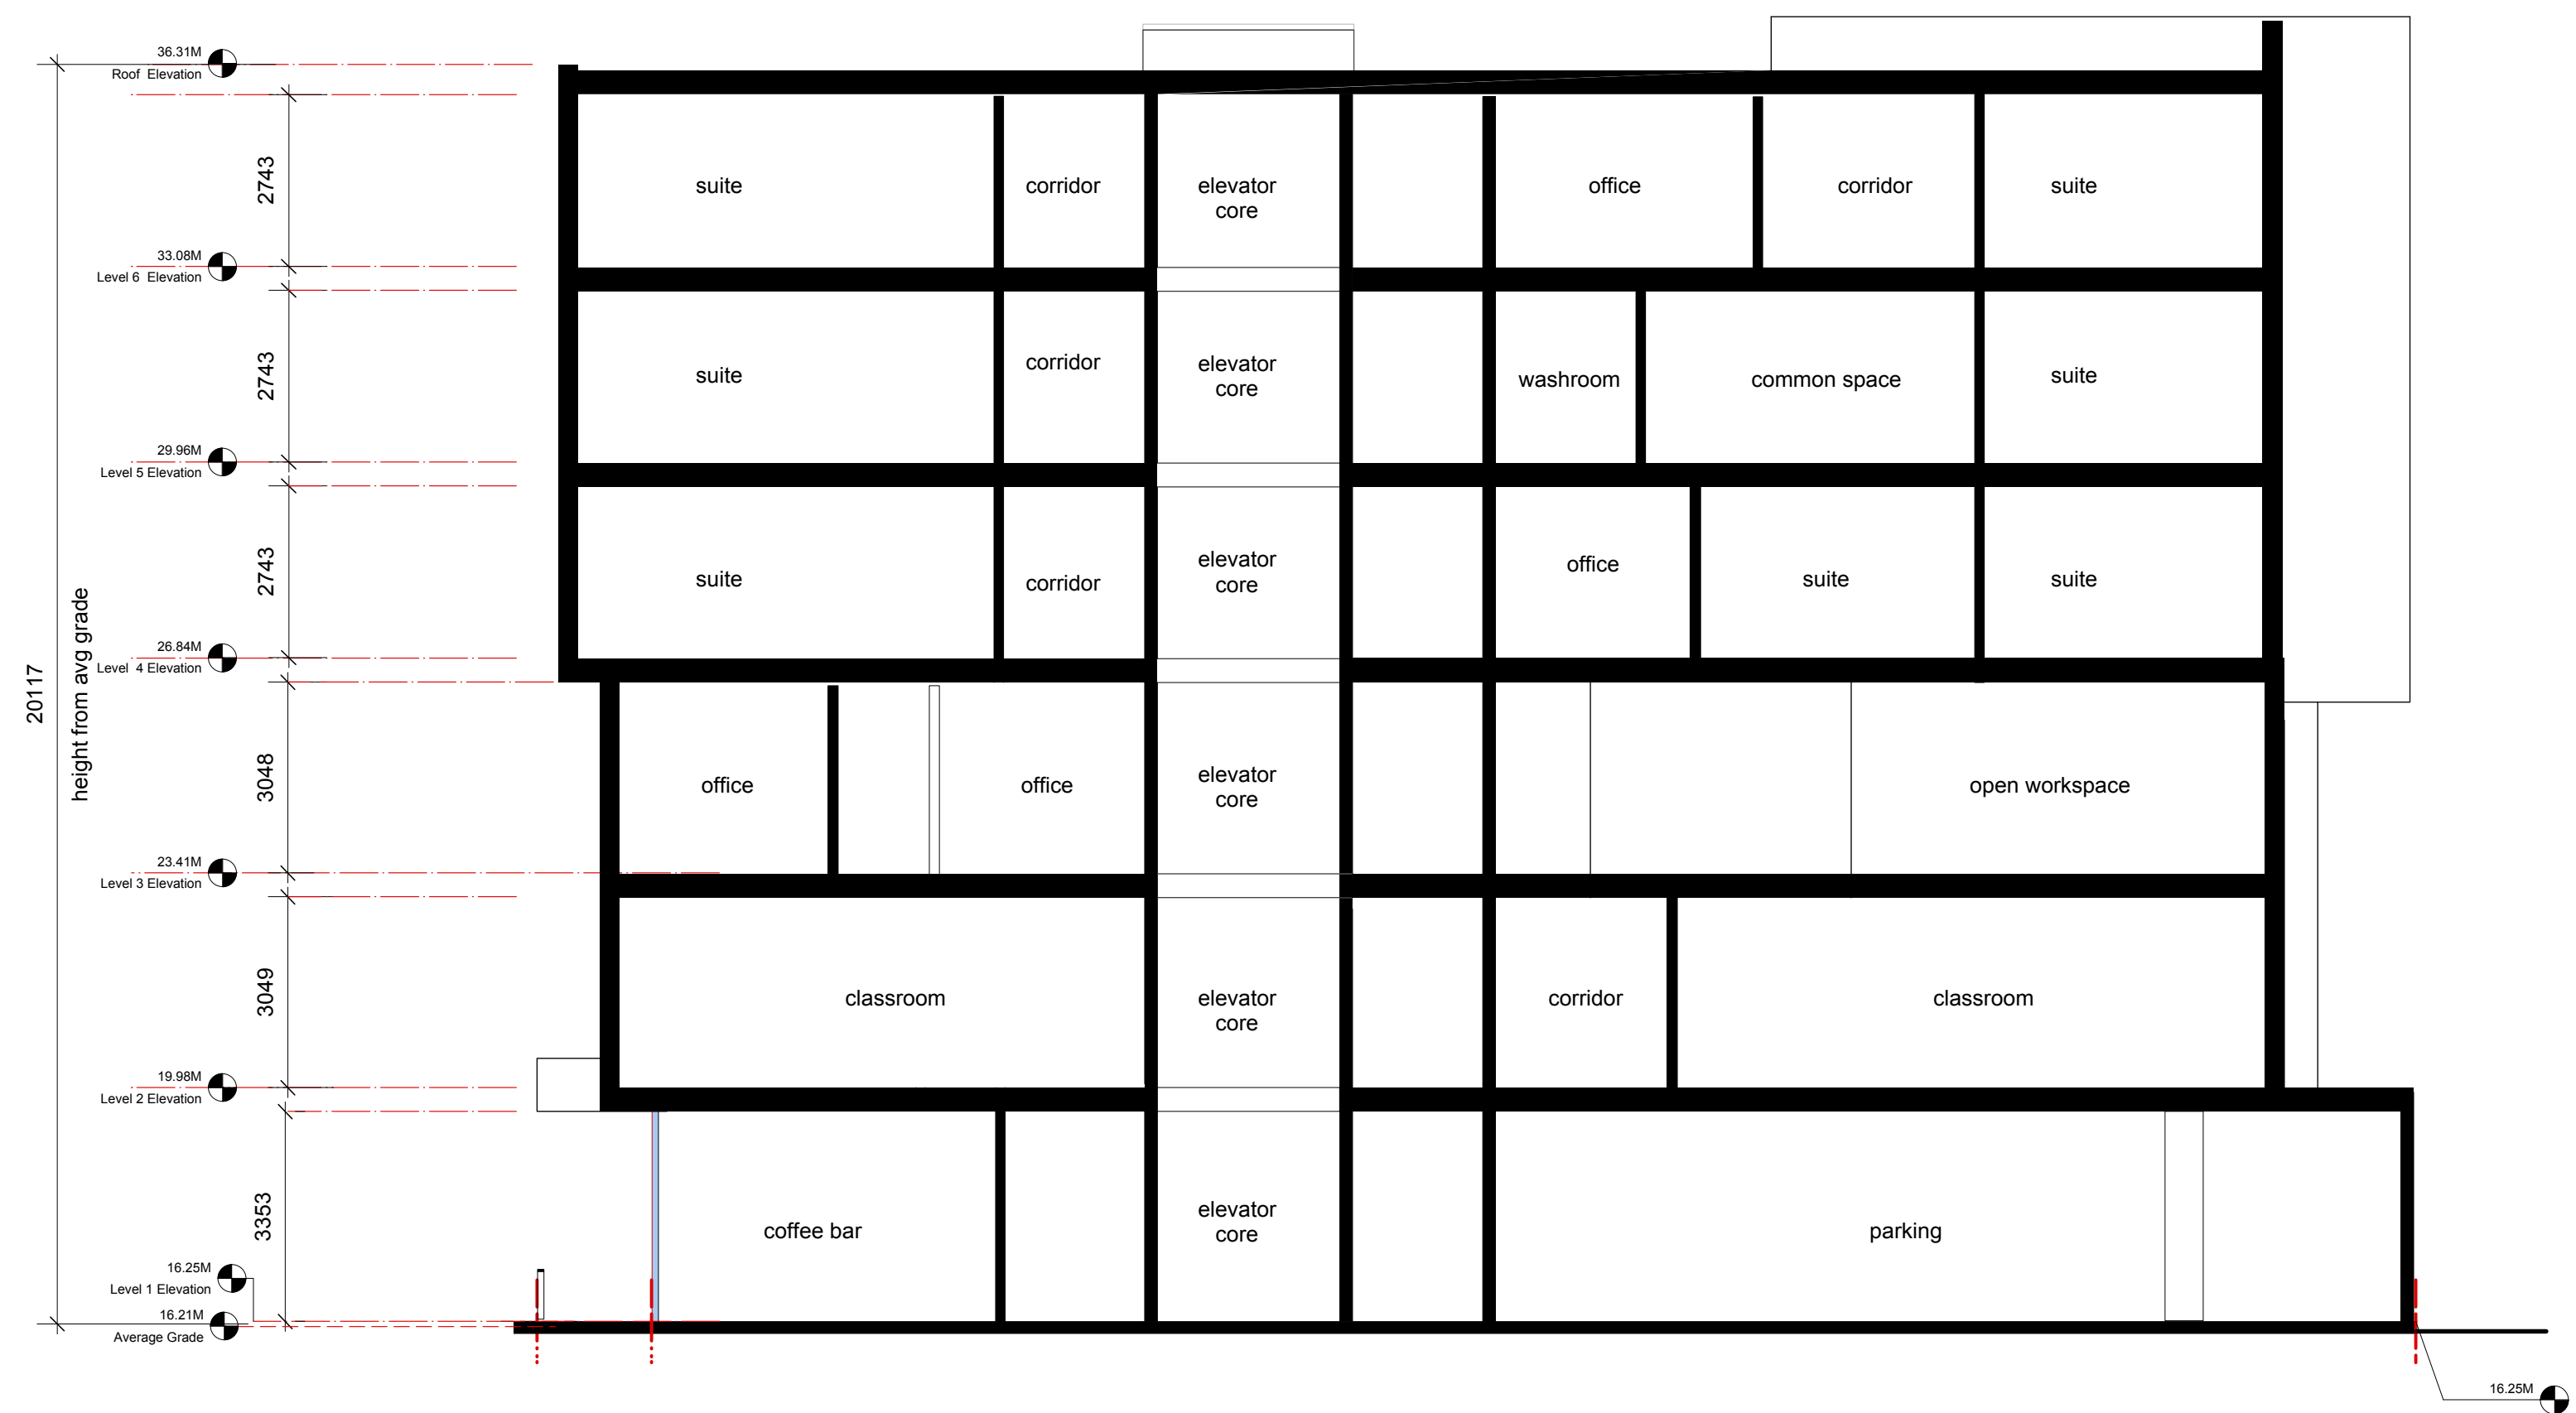 36.31M
Roof Elevation
2743
suite
corridor
elevator
core
office
corridor
suite
33.08M
Level 6 Elevation
2743
suite
corridor
elevator
core
washroom
common space
suite
29.96M
Level 5 Elevation
2743
suite
corridor
elevator
core
office
suite
suite
26.84M
Level 4 Elevation
20117
height from avg grade
3048
office
office
elevator
core
open workspace
23.41M
Level 3 Elevation
3049
classroom
elevator
core
corridor
classroom
19.98M
Level 2 Elevation
3353
coffee bar
elevator
core
parking
16.25M
Level 1 Elevation
16.21M
Average Grade
16.25M